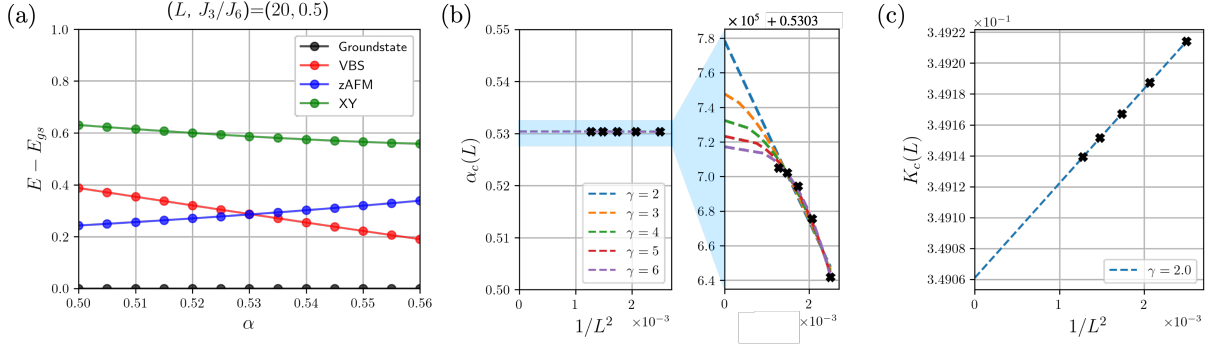 (a)
(L, J₃/J₆)=(20,0.5)
E − E_gs
1.0
0.8
0.6
0.4
0.2
0.0
Groundstate
VBS
zAFM
XY
0.50
0.51
0.52
0.53
0.54
0.55
0.56
α
(b)
α_c(L)
0.55
0.54
0.53
0.52
0.51
0.50
γ = 2
γ = 3
γ = 4
γ = 5
γ = 6
0
1
2
×10⁻³
1/L²
× 10⁵ + 0.5303
7.8
7.6
7.4
7.2
7.0
6.8
6.6
6.4
0
1
2
×10⁻³
(c)
×10⁻¹
K_c(L)
3.4922
3.4920
3.4918
3.4916
3.4914
3.4912
3.4910
3.4908
3.4906
γ = 2.0
0
1
2
×10⁻³
1/L²